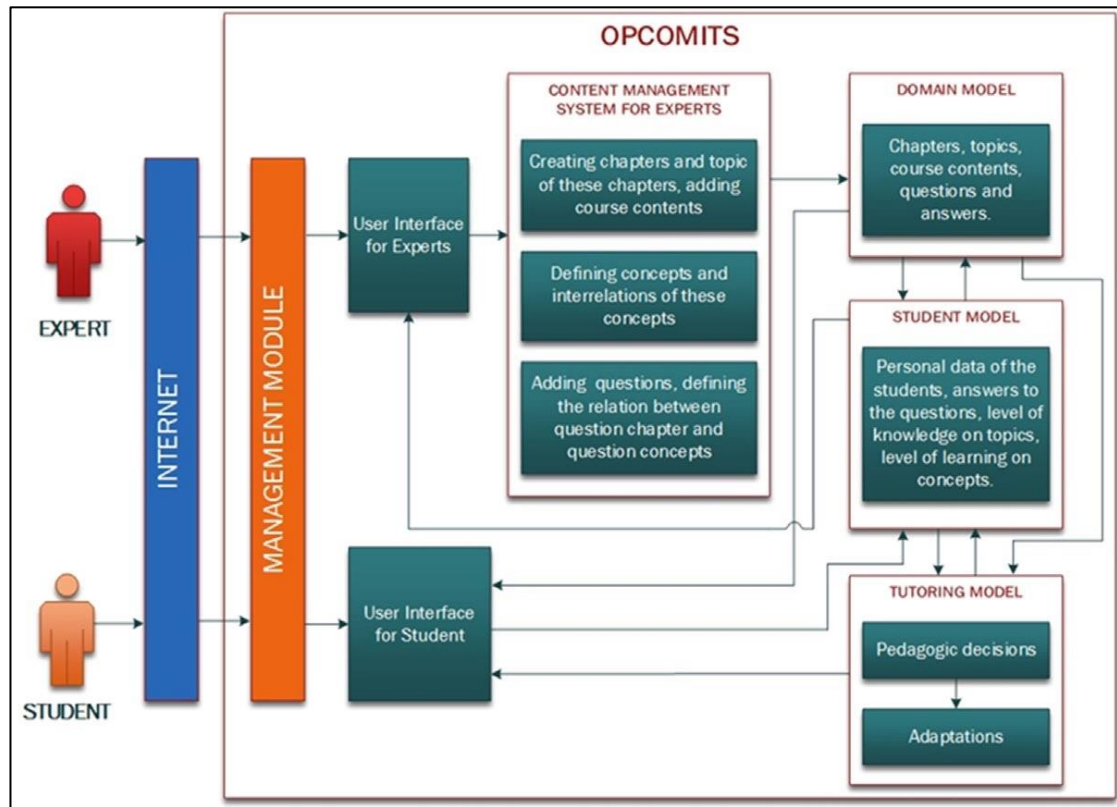 OPCOMITS
CONTENT MANAGEMENT
SYSTEM FOR EXPERTS
Creating chapters and topic
of these chapters, adding
course contents
Defining concepts and
interrelations of these
concepts
Adding questions, defining
the relation between
question chapter and
question concepts
DOMAIN MODEL
Chapters, topics,
course contents,
questions and
answers.
STUDENT MODEL
Personal data of the
students, answers to
the questions, level of
knowledge on topics,
level of learning on
concepts.
TUTORING MODEL
Pedagogic decisions
Adaptations
User Interface
for Experts
User Interface
for Student
MANAGEMENT MODULE
INTERNET
EXPERT
STUDENT